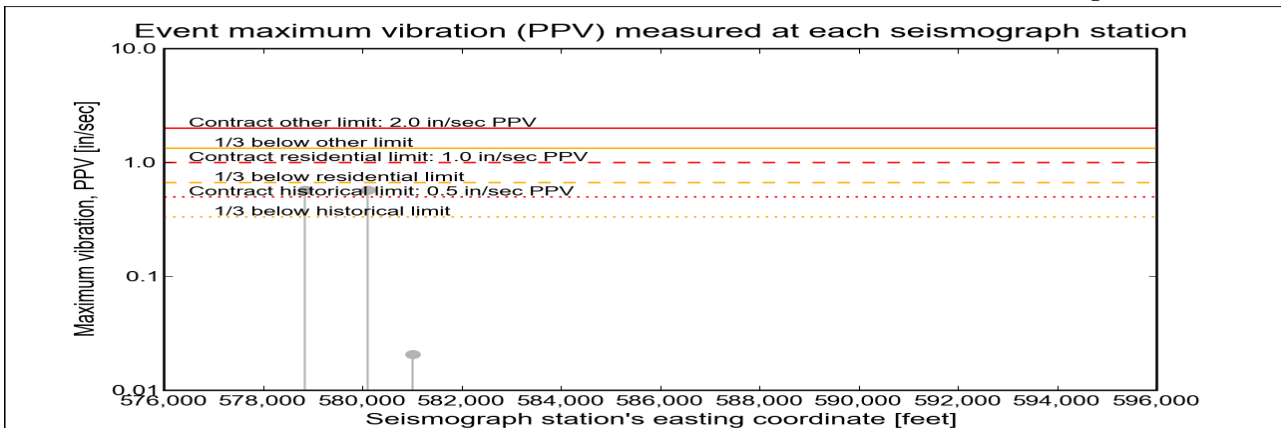 Event maximum vibration (PPV) measured at each seismograph station
Maximum vibration, PPV [in/sec]
10.0
1.0
0.1
0.01
Contract other limit: 2.0 in/sec PPV
1/3 below other limit
Contract residential limit: 1.0 in/sec PPV
1/3 below residential limit
Contract historical limit; 0.5 in/sec PPV
1/3 below historical limit
576,000 578,000 580,000 582,000 584,000 586,000 588,000 590,000 592,000 594,000 596,000
Seismograph station's easting coordinate [feet]